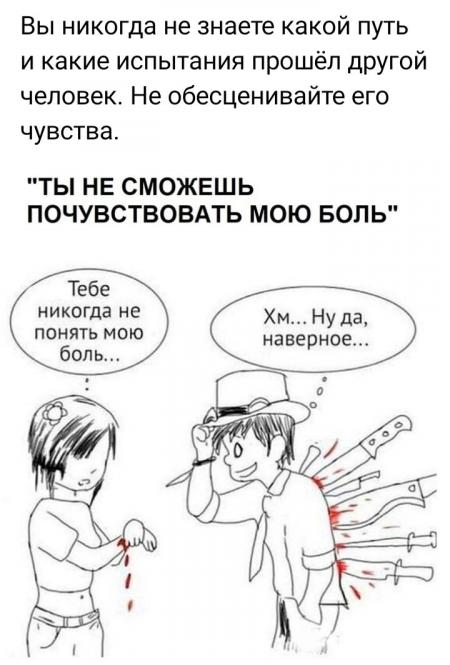 Вы никогда не знаете какой путь
и какие испытания прошёл другой
человек. Не обесценивайте его
чувства.
"ТЫ НЕ СМОЖЕШЬ
ПОЧУВСТВОВАТЬ МОЮ БОЛЬ"
Тебе
никогда не
понять мою
боль...
Хм... Ну да,
наверное...